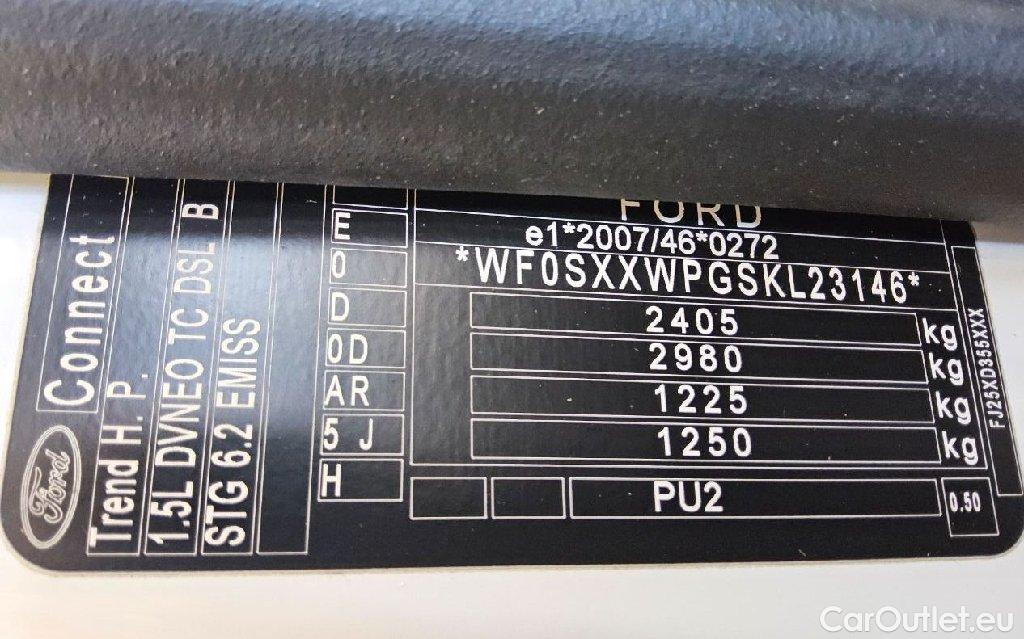 FORD
e1*2007/46*0272
*WF0SXXWPGSKL23146*
2405 kg
2980 kg
1225 kg
1250 kg
PU2
0.50
E
0
D
0D
AR
5 J
H
Connect
Trend H.P.
1.5L DVNEO TC DSL B
STG 6.2 EMISS
Ford
FJ25XD355XXX
CarOutlet.eu